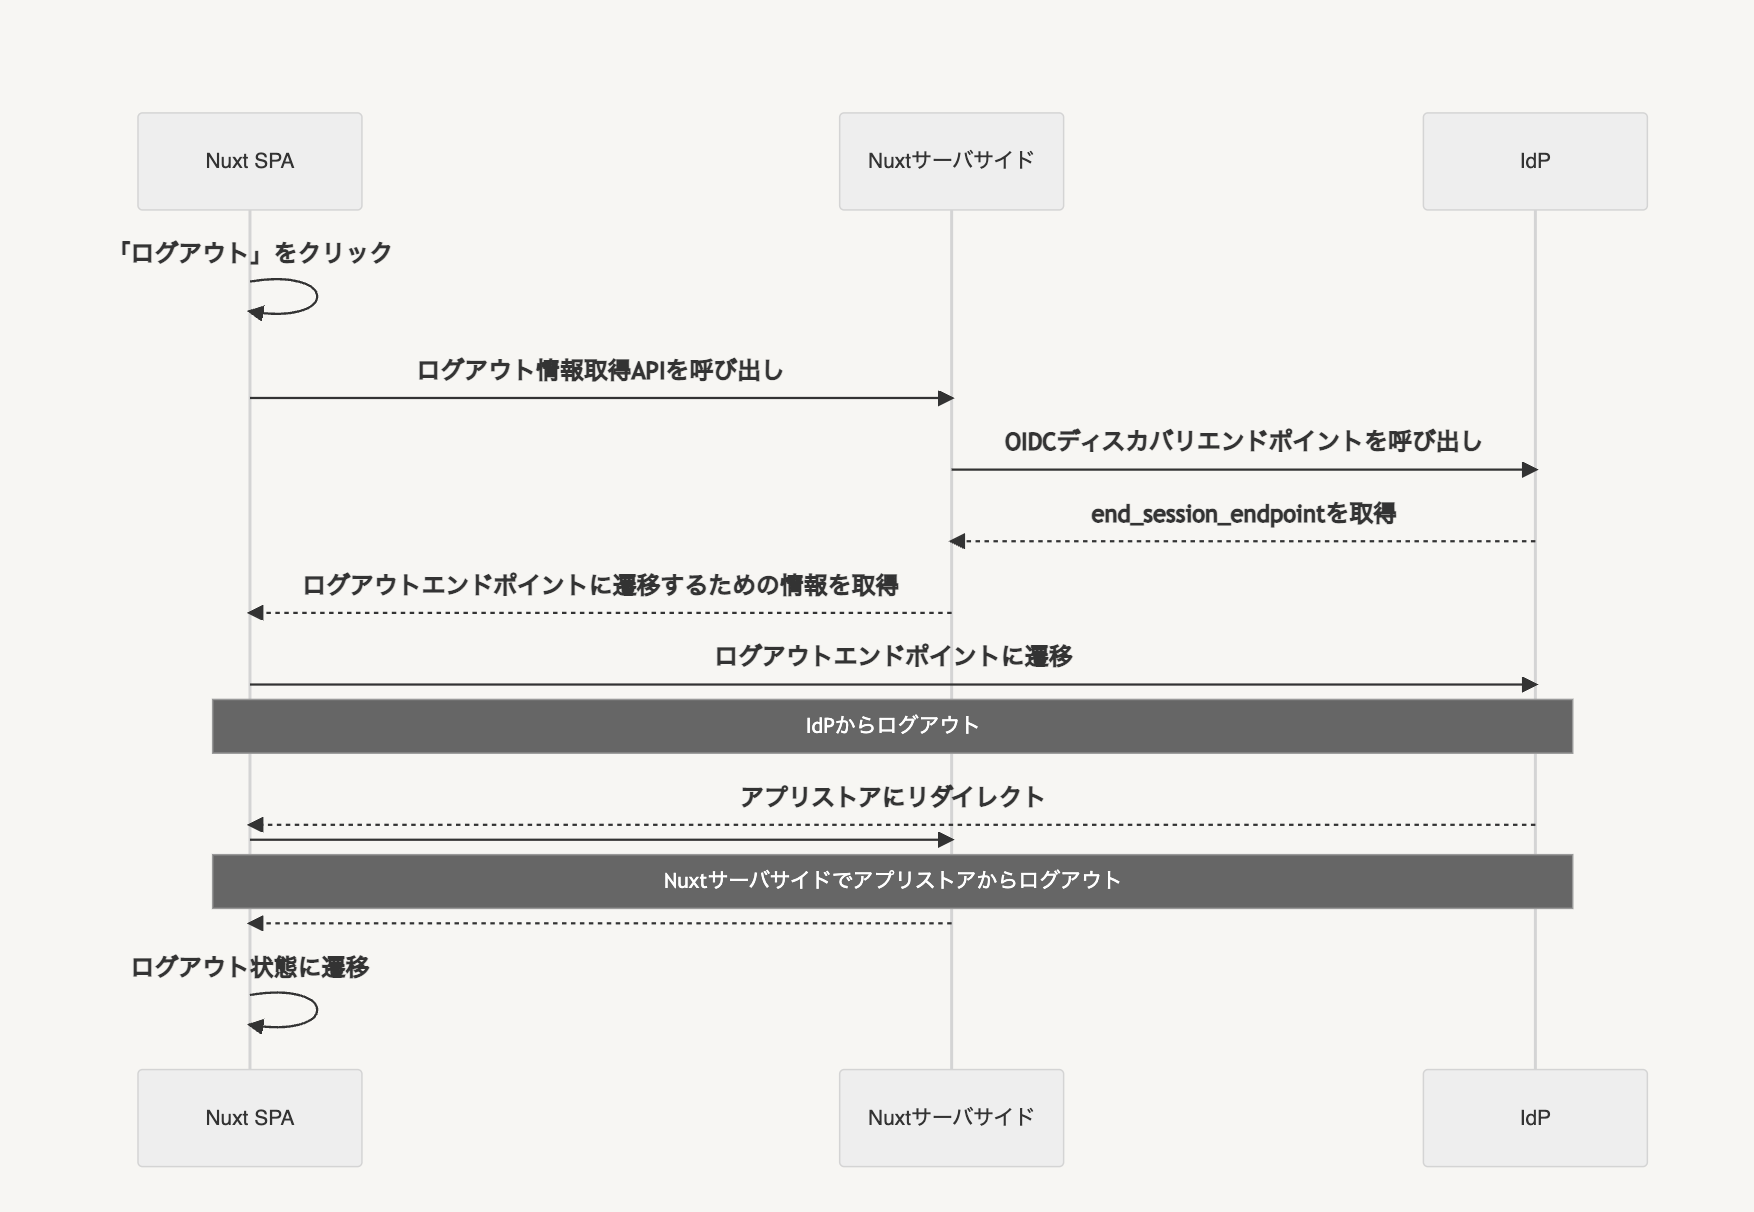 Nuxt SPA
Nuxtサーバサイド
IdP
「ログアウト」をクリック
ログアウト情報取得APIを呼び出し
OIDCディスカバリエンドポイントを呼び出し
end_session_endpointを取得
ログアウトエンドポイントに遷移するための情報を取得
ログアウトエンドポイントに遷移
IdPからログアウト
アプリストアにリダイレクト
Nuxtサーバサイドでアプリストアからログアウト
ログアウト状態に遷移
Nuxt SPA
Nuxtサーバサイド
IdP